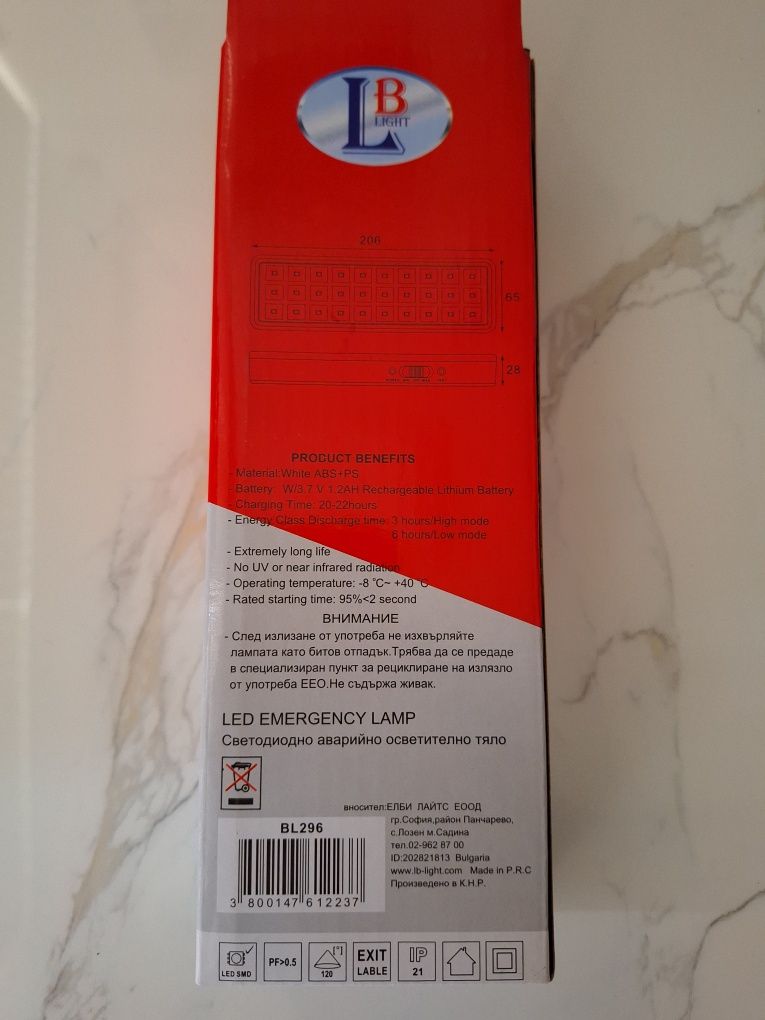 LB
LIGHT
206
65
28
PRODUCT BENEFITS
- Material:White ABS+PS
- Battery: W/3.7 V 1.2AH Rechargeable Lithium Battery
- Charging Time: 20-22hours
- Energy Class Discharge time: 3 hours/High mode
6 hours/Low mode
- Extremely long life
- No UV or near infrared radiation
- Operating temperature: -8 °C~ +40 °C
- Rated starting time: 95%<2 second
ВНИМАНИЕ
- След излизане от употреба не изхвърляйте
лампата като битов отпадък.Трябва да се предаде
в специализиран пункт за рециклиране на излязло
от употреба ЕЕО.Не съдържа живак.
LED EMERGENCY LAMP
Светодиодно аварийно осветително тяло
вносител:ЕЛБИ ЛАЙТС ЕООД
гр.София,район Панчарево,
с.Лозен м.Садина
тел.02-962 87 00
ID:202821813 Bulgaria
www.lb-light.com Made in P.R.C
Произведено в К.Н.Р.
BL296
3 800147 612237
LED SMD
PF>0.5
[°]
120
EXIT
LABLE
IP
21